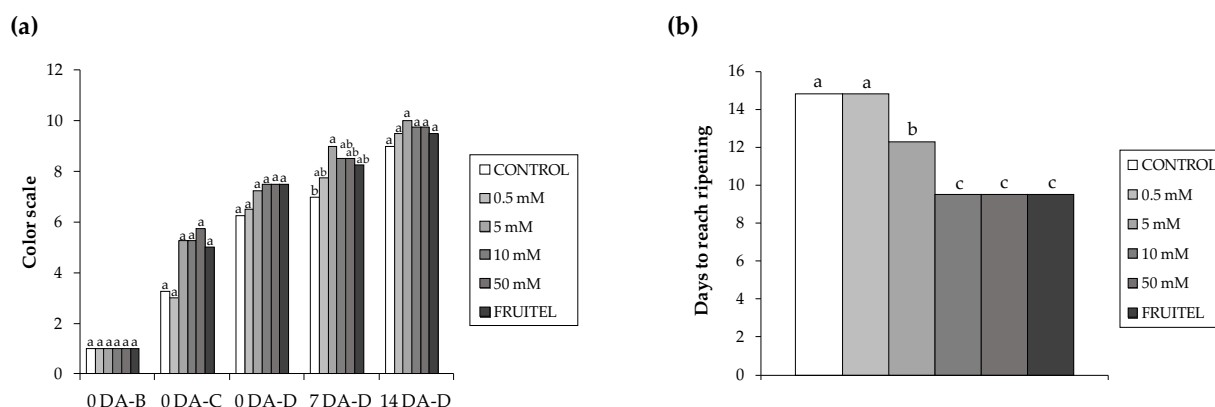 (a)
Color scale
12
10
8
6
4
2
0
a a a a a a
a a a a a a
a a a a a a
b ab a ab ab ab
a a a a a a
0 DA-B 0 DA-C 0 DA-D 7 DA-D 14 DA-D
CONTROL
0.5 mM
5 mM
10 mM
50 mM
FRUITEL
(b)
Days to reach ripening
16
14
12
10
8
6
4
2
0
a a b c c c
CONTROL
0.5 mM
5 mM
10 mM
50 mM
FRUITEL